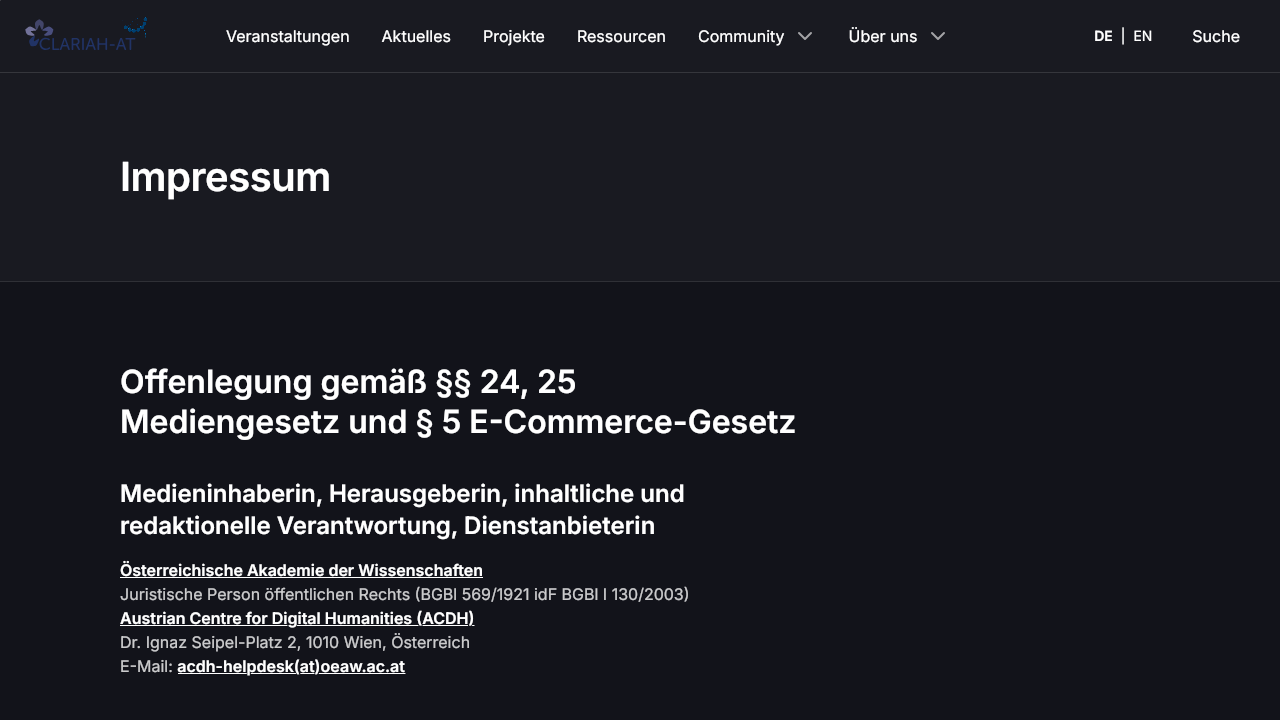 CLARIAH-AT
Veranstaltungen
Aktuelles
Projekte
Ressourcen
Community
Über uns
DE | EN
Suche
Impressum
Offenlegung gemäß §§ 24, 25
Mediengesetz und § 5 E-Commerce-Gesetz
Medieninhaberin, Herausgeberin, inhaltliche und
redaktionelle Verantwortung, Dienstanbieterin
Österreichische Akademie der Wissenschaften
Juristische Person öffentlichen Rechts (BGBl 569/1921 idF BGBl I 130/2003)
Austrian Centre for Digital Humanities (ACDH)
Dr. Ignaz Seipel-Platz 2, 1010 Wien, Österreich
E-Mail: acdh-helpdesk(at)oeaw.ac.at